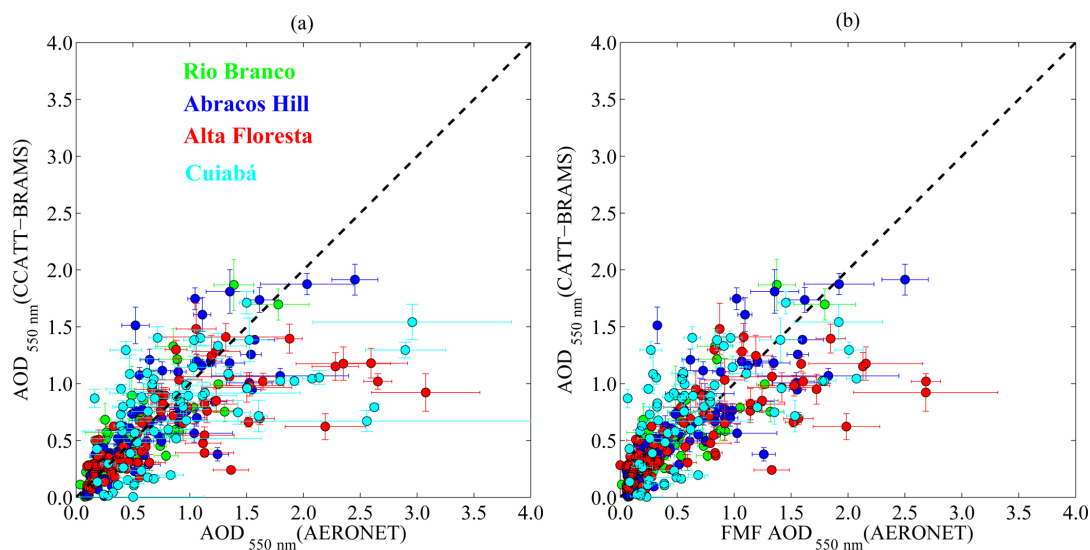 (a)
4.0
3.5
3.0
2.5
2.0
1.5
1.0
0.5
0.0
AOD 550 nm (CCATT−BRAMS)
Rio Branco
Abracos Hill
Alta Floresta
Cuiabá
0.0 0.5 1.0 1.5 2.0 2.5 3.0 3.5 4.0
AOD 550 nm (AERONET)
(b)
4.0
3.5
3.0
2.5
2.0
1.5
1.0
0.5
0.0
AOD 550 nm (CATT−BRAMS)
0.0 0.5 1.0 1.5 2.0 2.5 3.0 3.5 4.0
FMF AOD 550 nm (AERONET)